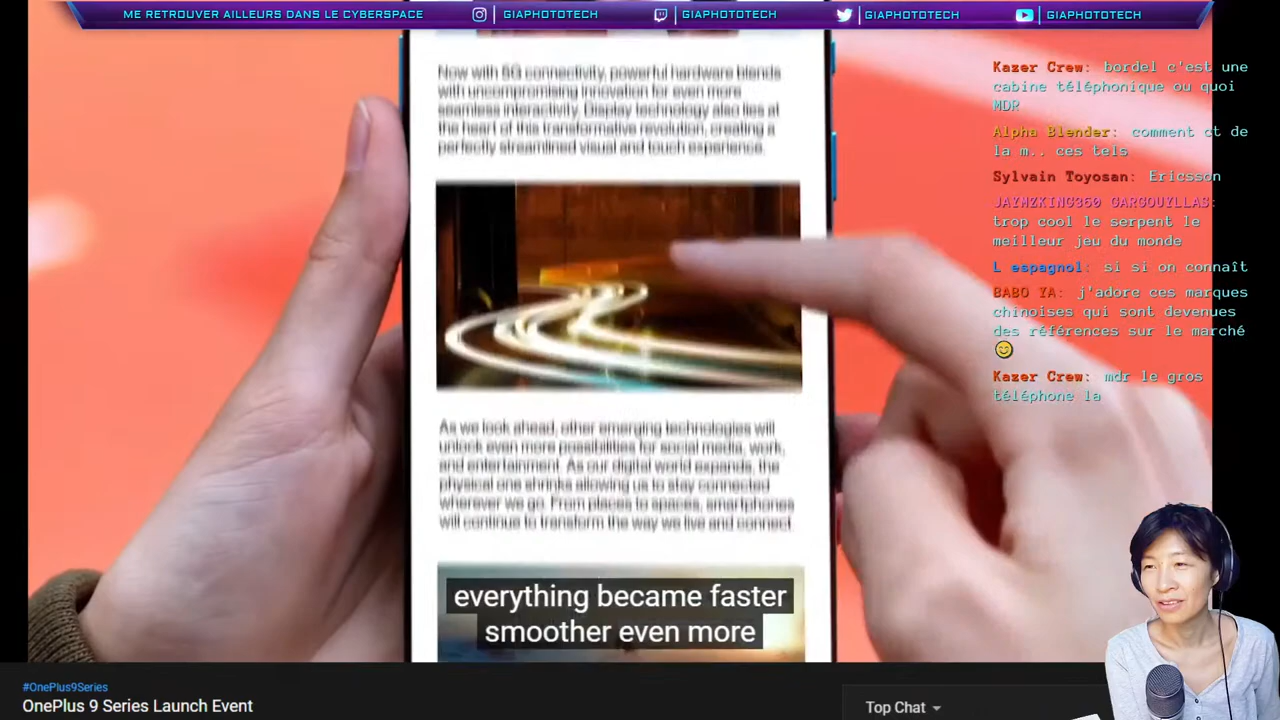 ME RETROUVER AILLEURS DANS LE CYBERSPACE
GIAPHOTOTECH
GIAPHOTOTECH
GIAPHOTOTECH
GIAPHOTOTECH
Now with 5G connectivity, powerful hardware blends
with uncompromising innovation for even more
seamless interactivity. Display technology also lies at
the heart of this transformative revolution, creating a
perfectly streamlined visual and touch experience.
As we look ahead, other emerging technologies will
unlock even more possibilities for social media, work,
and entertainment. As our digital world expands, the
physical one shrinks allowing us to stay connected
wherever we go. From places to spaces, smartphones
will continue to transform the way we live and connect
everything became faster
smoother even more
Kazer Crew: bordel c'est une
cabine téléphonique ou quoi
MDR
Alpha Blender: comment ct de
la m.. ces tels
Sylvain Toyosan: Ericsson
JAYMZKING360 GARGOUYLLAS:
trop cool le serpent le
meilleur jeu du monde
L espagnol: si si on connaît
BABO YA: j'adore ces marques
chinoises qui sont devenues
des références sur le marché
😊
Kazer Crew: mdr le gros
téléphone la
#OnePlus9Series
OnePlus 9 Series Launch Event
Top Chat